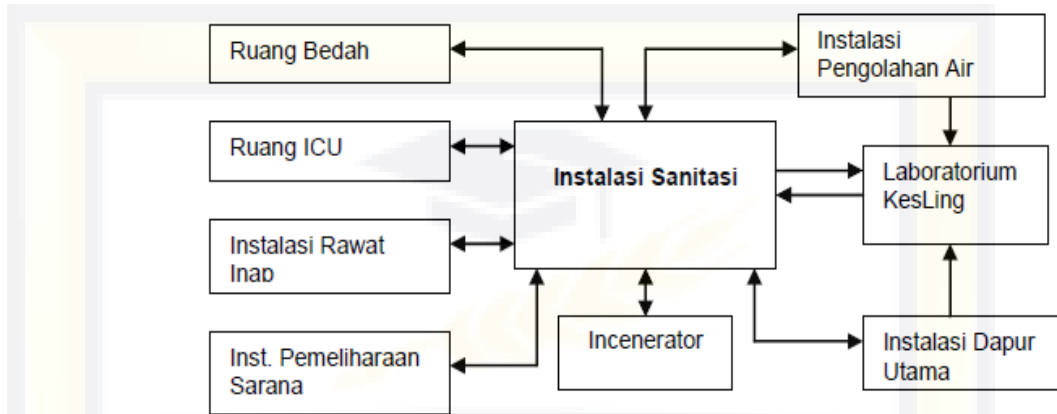 Ruang Bedah
Instalasi
Pengolahan Air
Ruang ICU
Instalasi Sanitasi
Laboratorium
KesLing
Instalasi Rawat
Inap
Incenerator
Inst. Pemeliharaan
Sarana
Instalasi Dapur
Utama